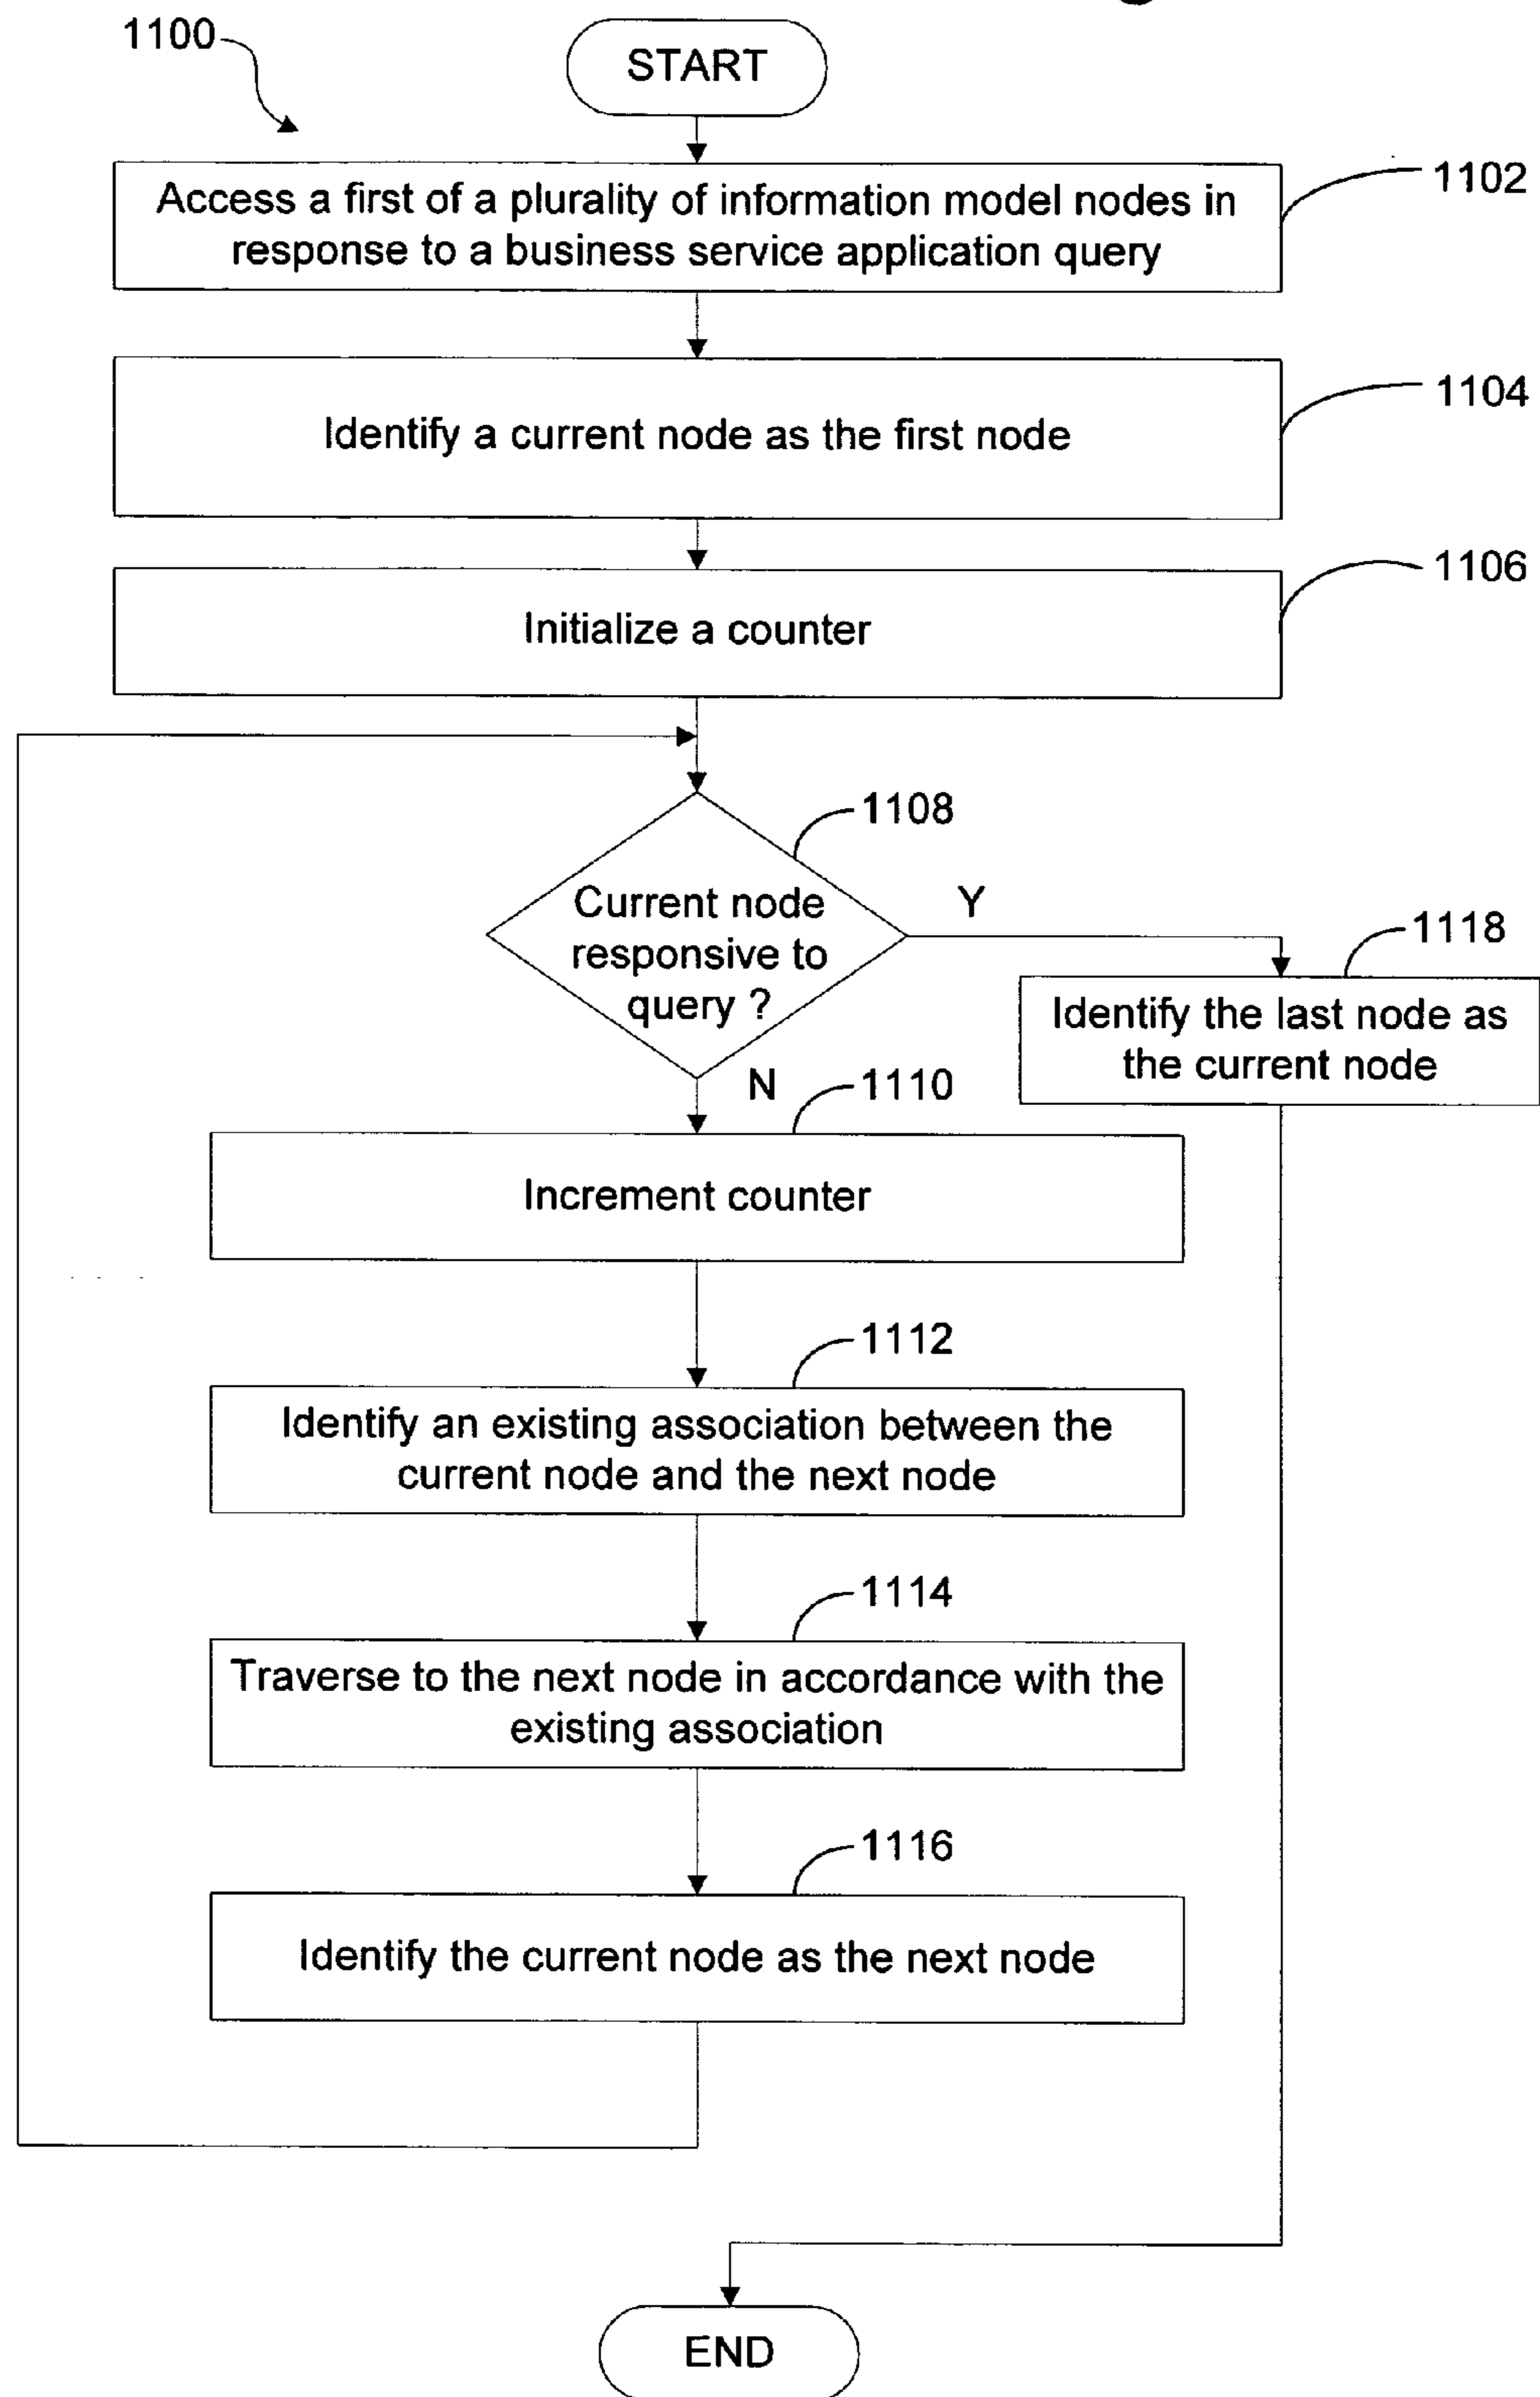 1100
START
Access a first of a plurality of information model nodes in
response to a business service application query
1102
Identify a current node as the first node
1104
Initialize a counter
1106
1108
Current node
responsive to
query ?
Y
1118
Identify the last node as
the current node
N
1110
Increment counter
1112
Identify an existing association between the
current node and the next node
1114
Traverse to the next node in accordance with the
existing association
1116
Identify the current node as the next node
END